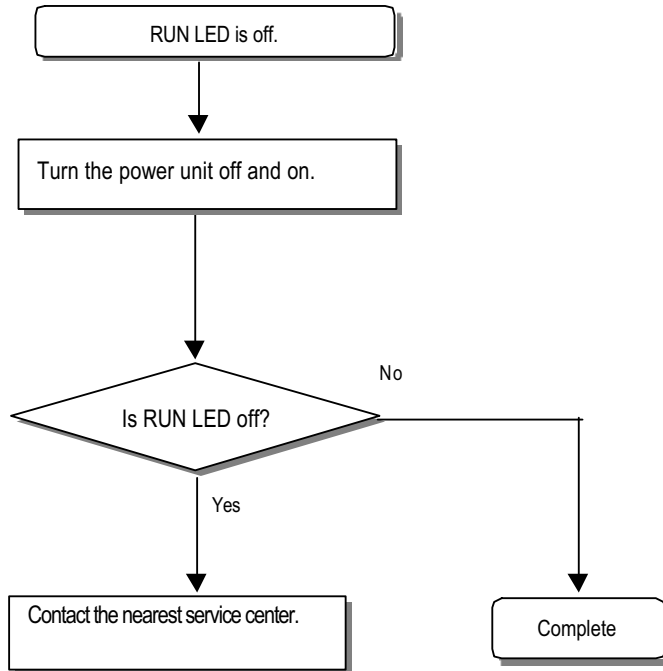 RUN LED is off.
Turn the power unit off and on.
No
Is RUN LED off?
Yes
Contact the nearest service center.
Complete